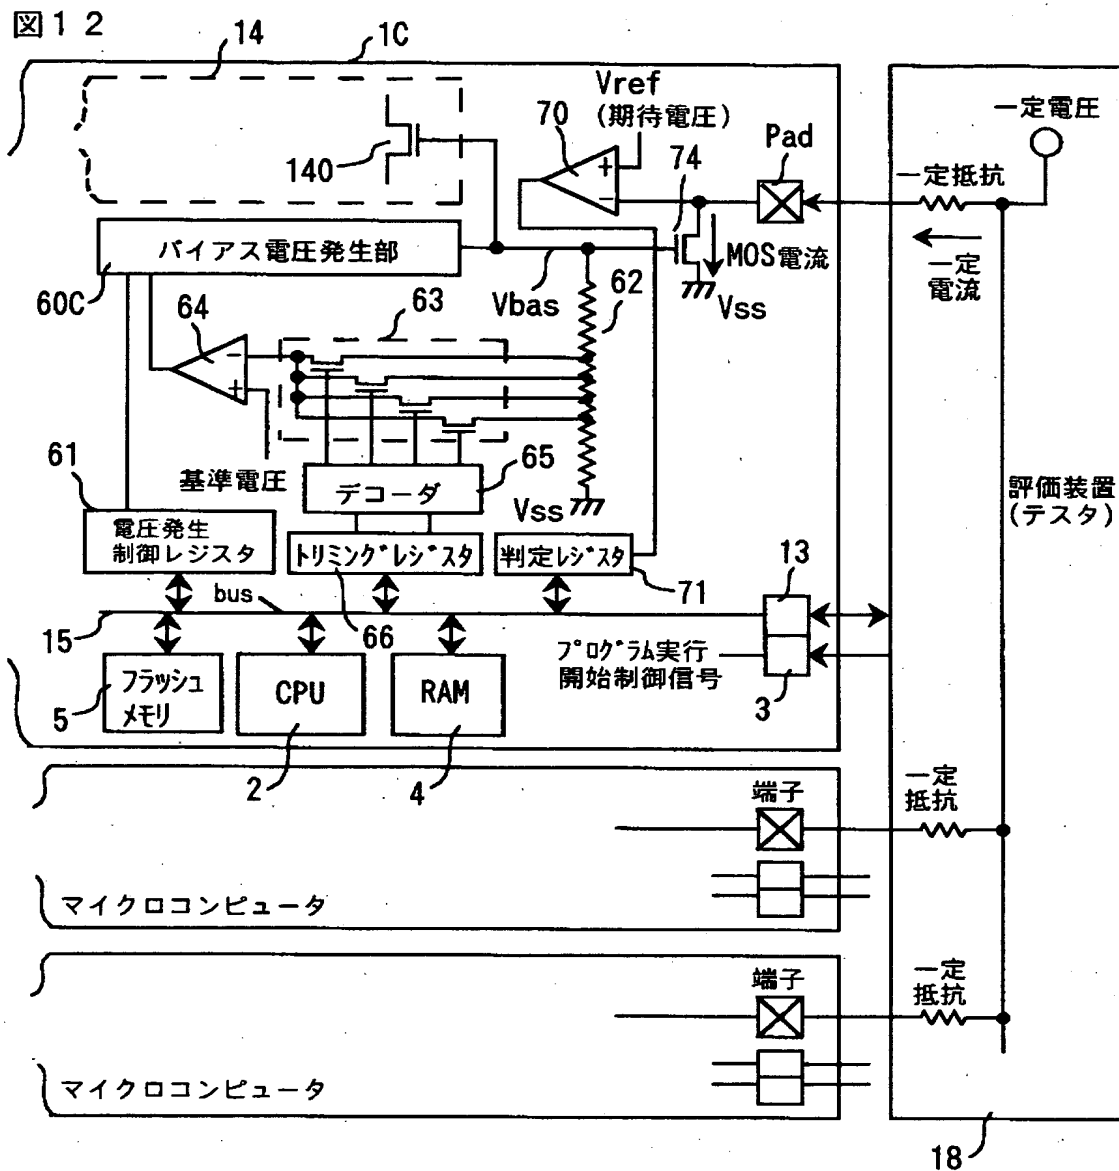 図12
14
1C
Vref
(期待電圧)
70
74
Pad
一定電圧
一定抵抗
140
+
−
バイアス電圧発生部
MOS電流
一定
電流
60C
Vbas
62
Vss
63
64
−
+
61
基準電圧
65
デコーダ
Vss
評価装置
(テスタ)
電圧発生
制御レジスタ
トリミングレジスタ
判定レジスタ
13
71
bus
15
66
プログラム実行
開始制御信号
フラッシュ
メモリ
CPU
RAM
5
3
2
4
端子
一定
抵抗
マイクロコンピュータ
端子
一定
抵抗
マイクロコンピュータ
18